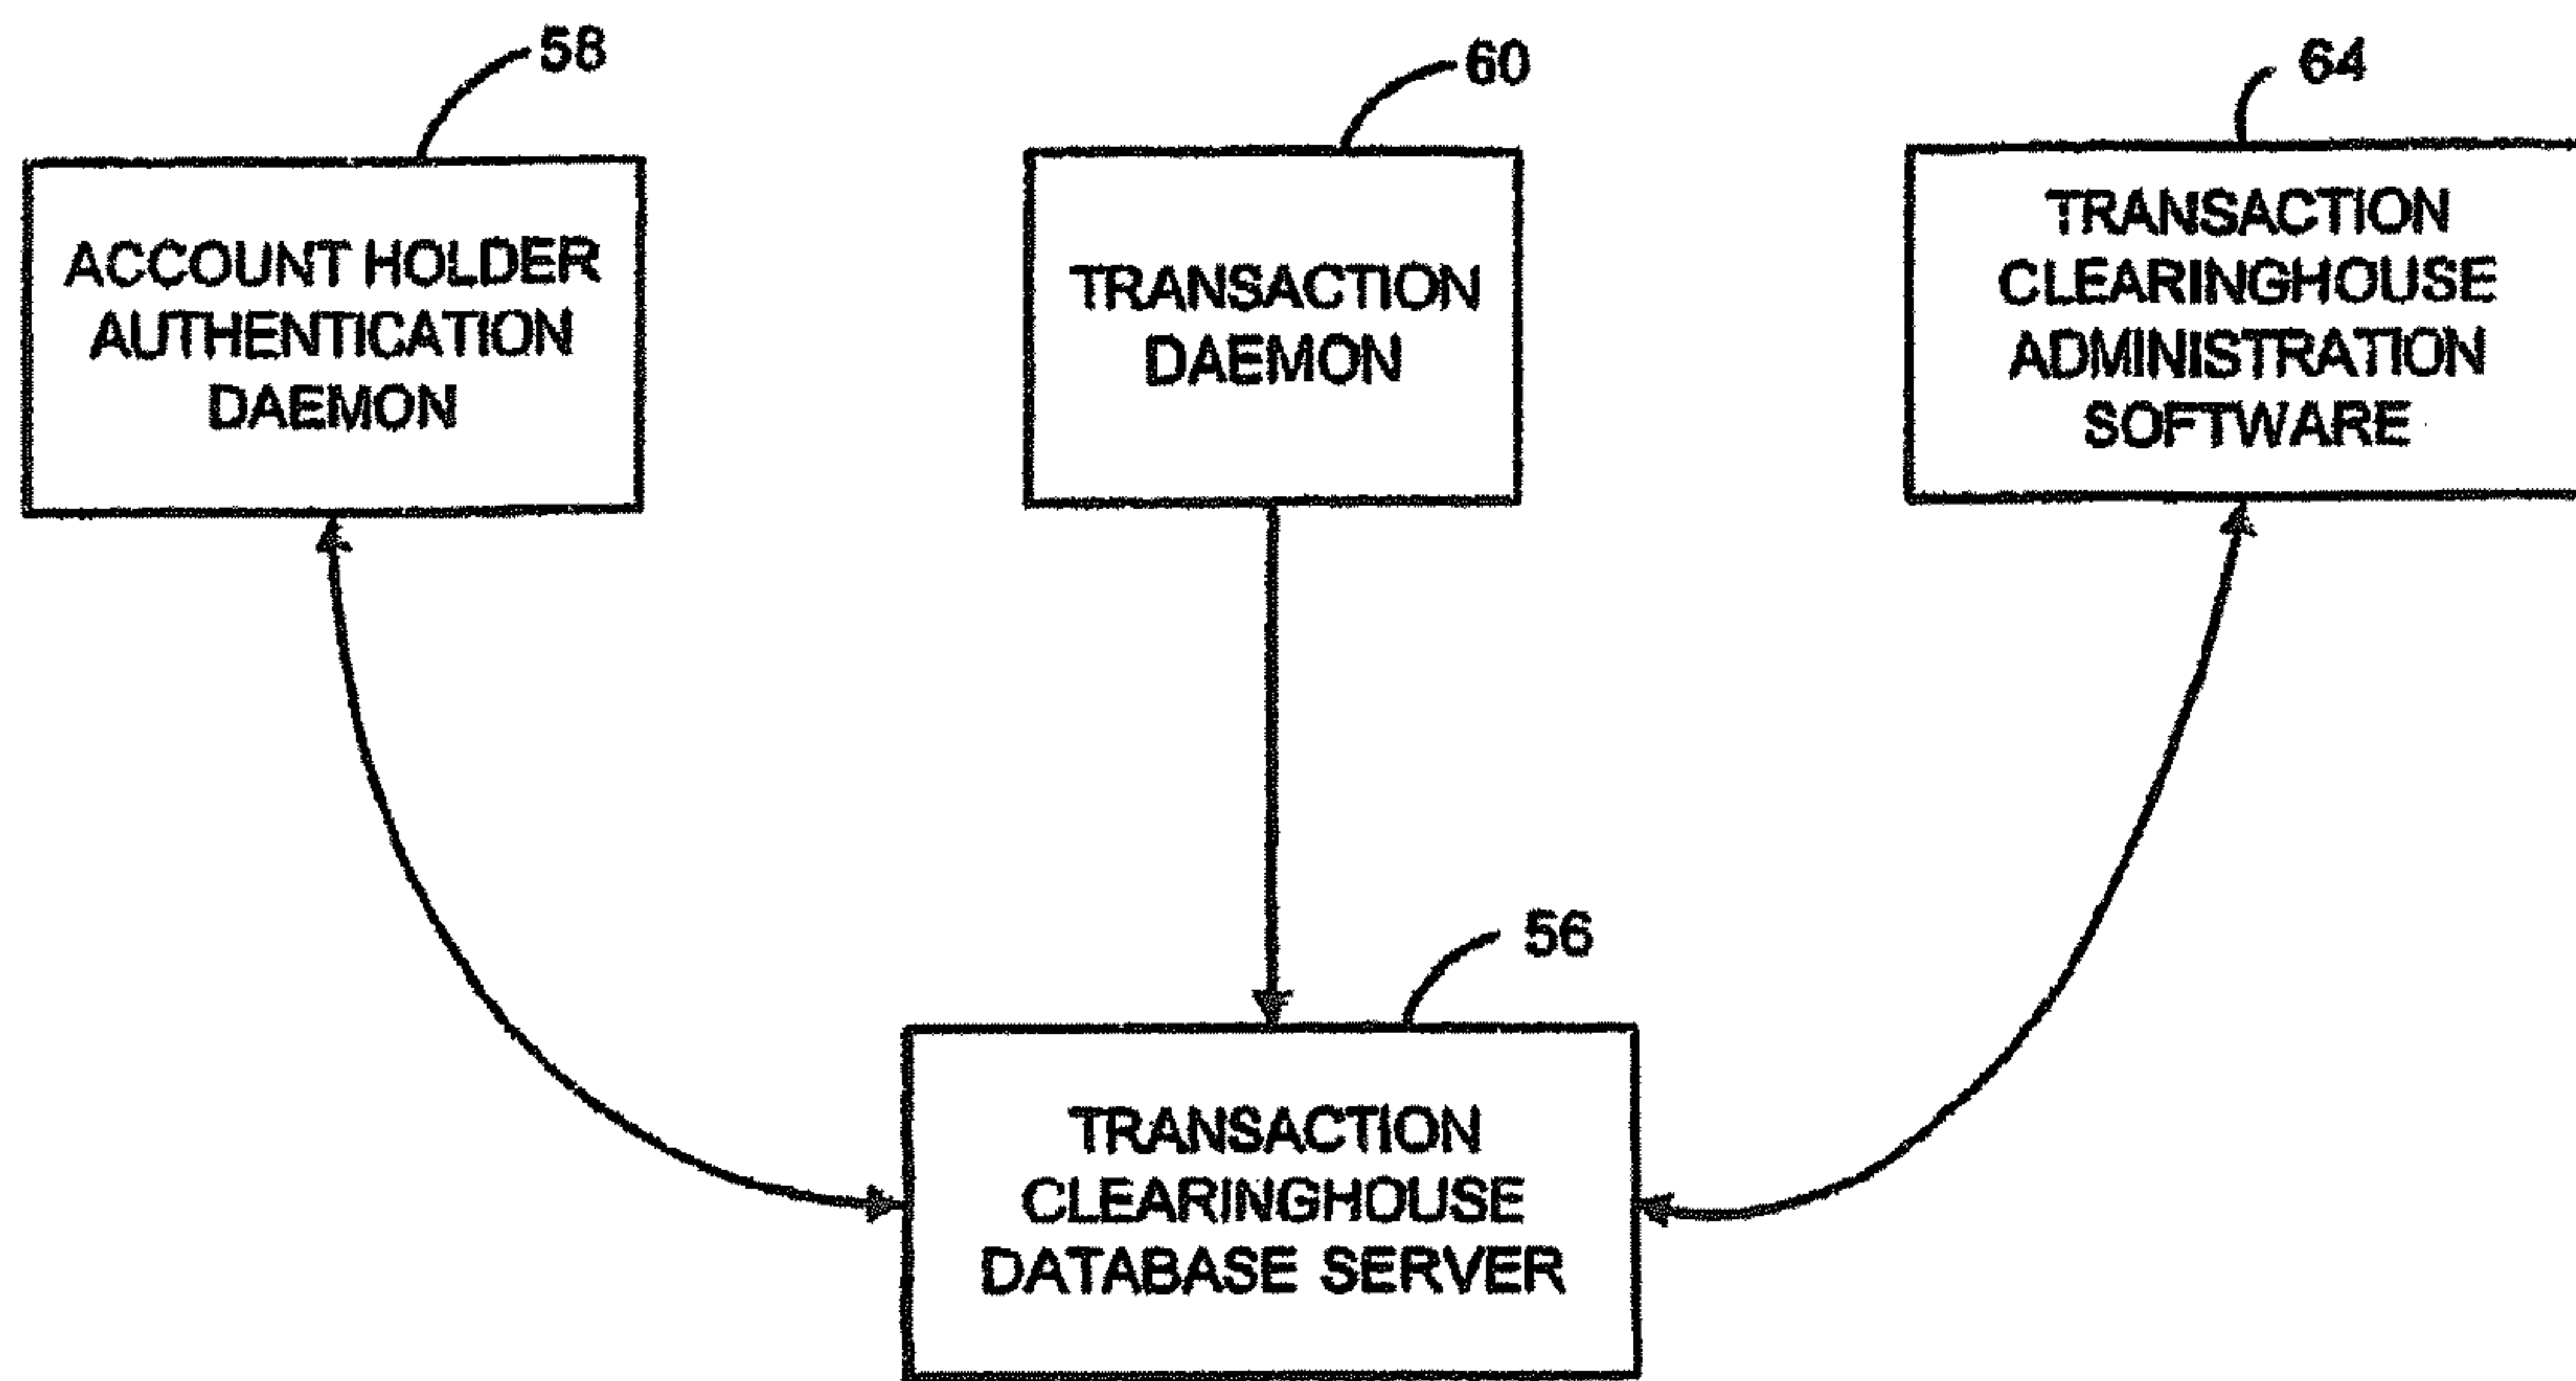 58
60
64
ACCOUNT HOLDER
AUTHENTICATION
DAEMON
TRANSACTION
DAEMON
TRANSACTION
CLEARINGHOUSE
ADMINISTRATION
SOFTWARE
56
TRANSACTION
CLEARINGHOUSE
DATABASE SERVER